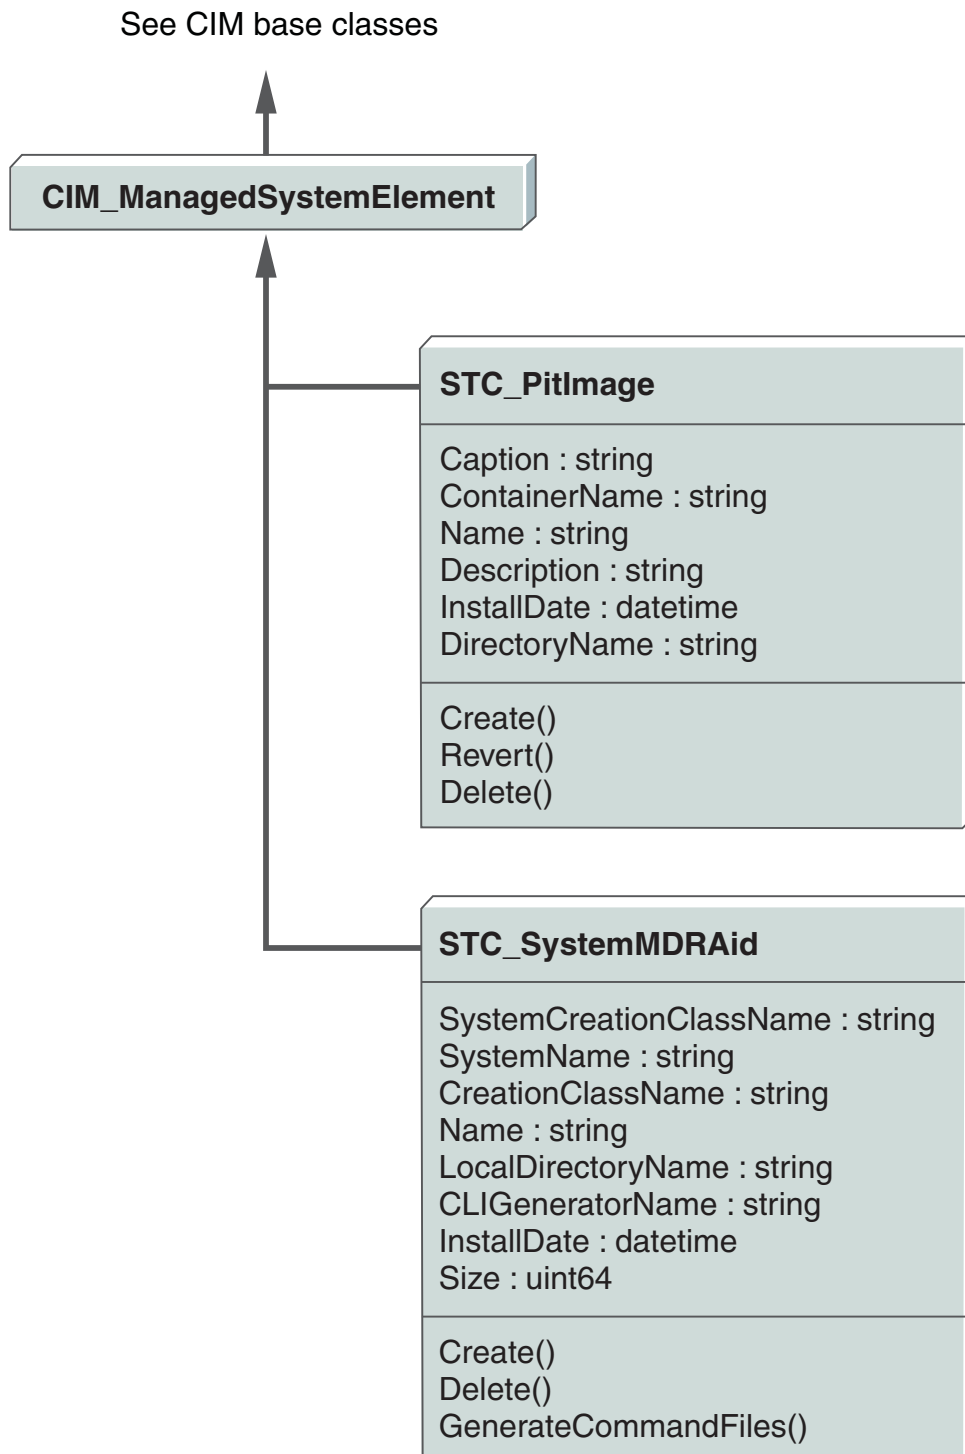 See CIM base classes
CIM_ManagedSystemElement
STC_PitImage
Caption : string
ContainerName : string
Name : string
Description : string
InstallDate : datetime
DirectoryName : string
Create()
Revert()
Delete()
STC_SystemMDRAid
SystemCreationClassName : string
SystemName : string
CreationClassName : string
Name : string
LocalDirectoryName : string
CLIGeneratorName : string
InstallDate : datetime
Size : uint64
Create()
Delete()
GenerateCommandFiles()